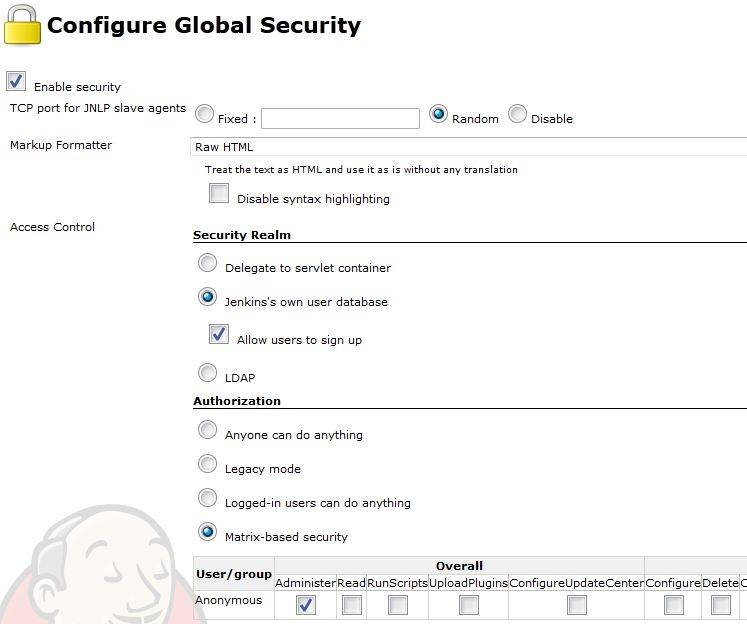 Configure Global Security
Enable security
TCP port for JNLP slave agents Fixed : Random Disable
Markup Formatter Raw HTML
Treat the text as HTML and use it as is without any translation
Disable syntax highlighting
Access Control
Security Realm
Delegate to servlet container
Jenkins's own user database
Allow users to sign up
LDAP
Authorization
Anyone can do anything
Legacy mode
Logged-in users can do anything
Matrix-based security
User/group Overall
Administer Read RunScripts UploadPlugins ConfigureUpdateCenter Configure Delete
Anonymous